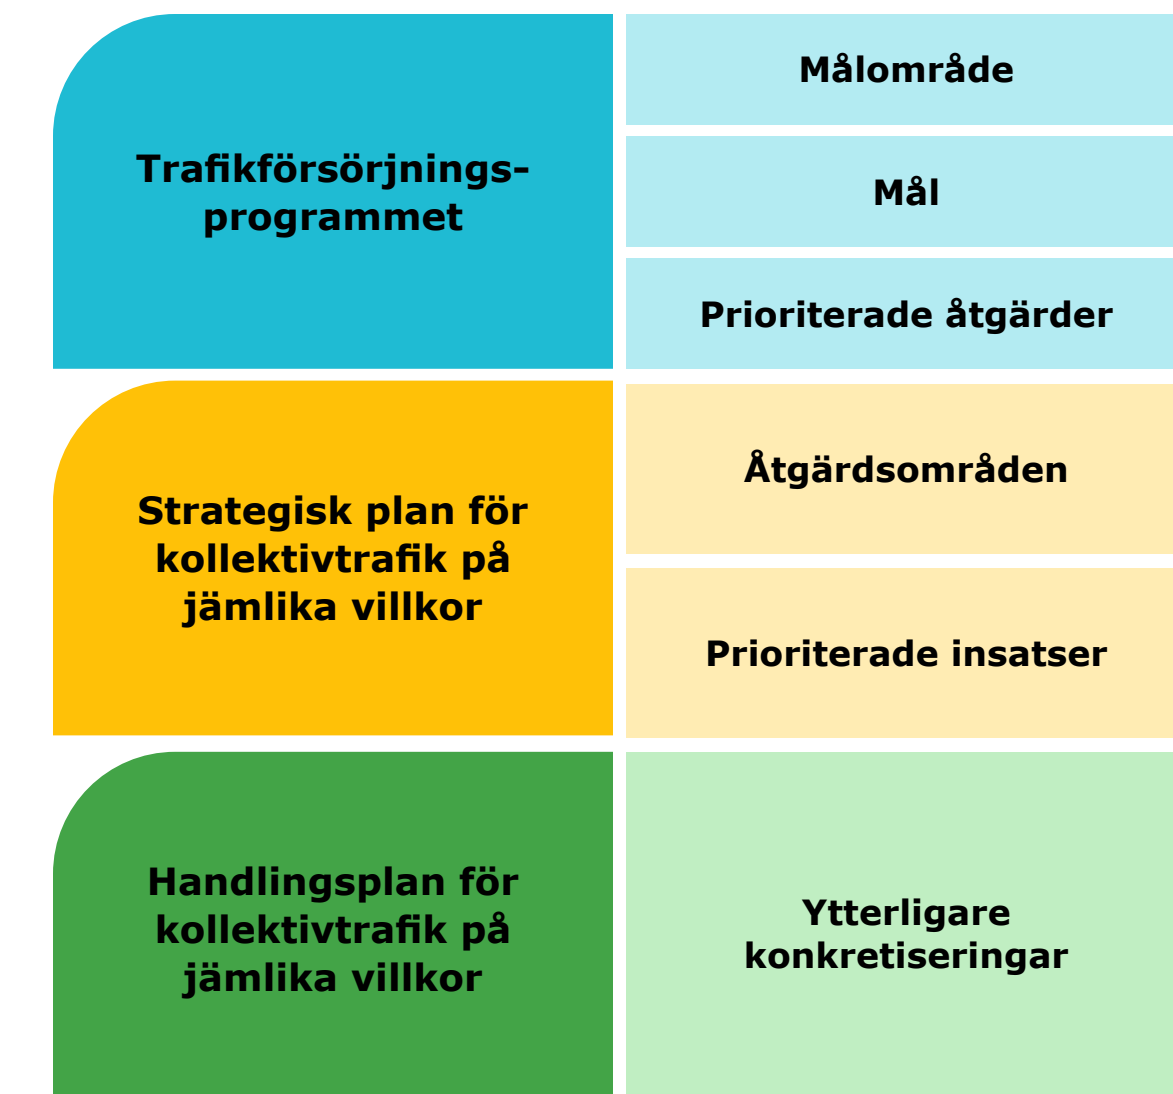 Trafikförsörjnings-
programmet
Målområde
Mål
Prioriterade åtgärder
Strategisk plan för
kollektivtrafik på
jämlika villkor
Åtgärdsområden
Prioriterade insatser
Handlingsplan för
kollektivtrafik på
jämlika villkor
Ytterligare
konkretiseringar